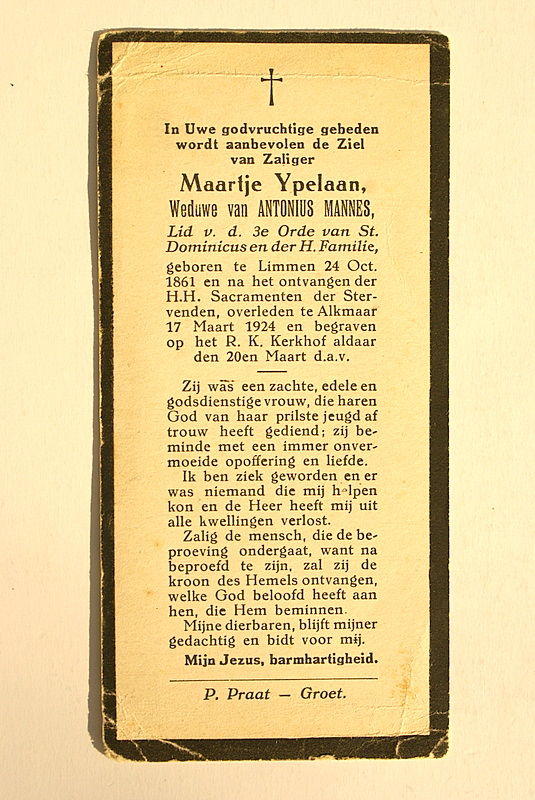 In Uwe godvruchtige gebeden
wordt aanbevolen de Ziel
van Zaliger
Maartje Ypelaan,
Weduwe van ANTONIUS MANNES,
Lid v. d. 3e Orde van St.
Dominicus en der H. Familie,
geboren te Limmen 24 Oct.
1861 en na het ontvangen der
H.H. Sacramenten der Ster-
venden, overleden te Alkmaar
17 Maart 1924 en begraven
op het R. K. Kerkhof aldaar
den 20en Maart d.a.v.
Zij was een zachte, edele en
godsdienstige vrouw, die haren
God van haar prilste jeugd af
trouw heeft gediend; zij be-
minde met een immer onver-
moeide opoffering en liefde.
Ik ben ziek geworden en er
was niemand die mij helpen
kon en de Heer heeft mij uit
alle kwellingen verlost.
Zalig de mensch, die de be-
proeving ondergaat, want na
beproefd te zijn, zal zij de
kroon des Hemels ontvangen,
welke God beloofd heeft aan
hen, die Hem beminnen.
Mijne dierbaren, blijft mijner
gedachtig en bidt voor mij.
Mijn Jezus, barmhartigheid.
P. Praat — Groet.